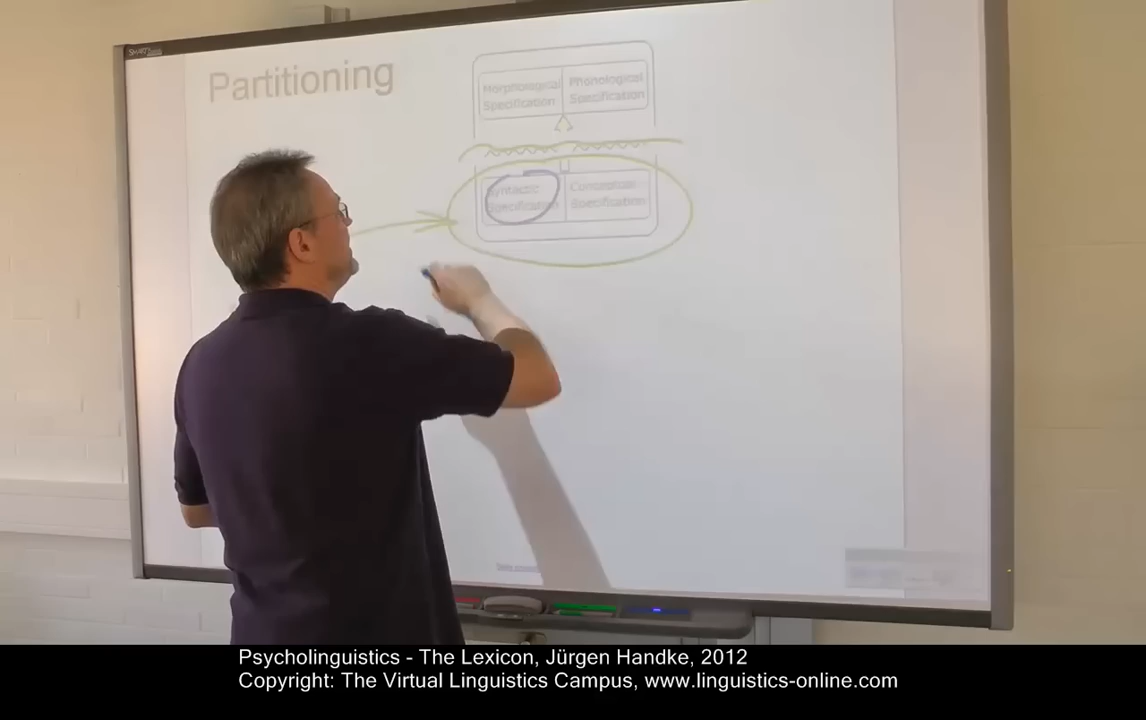 SMART
Partitioning
Morphological Phonological
Specification Specification
Syntactic Conceptual
Specification Specification
Psycholinguistics - The Lexicon, Jürgen Handke, 2012
Copyright: The Virtual Linguistics Campus, www.linguistics-online.com